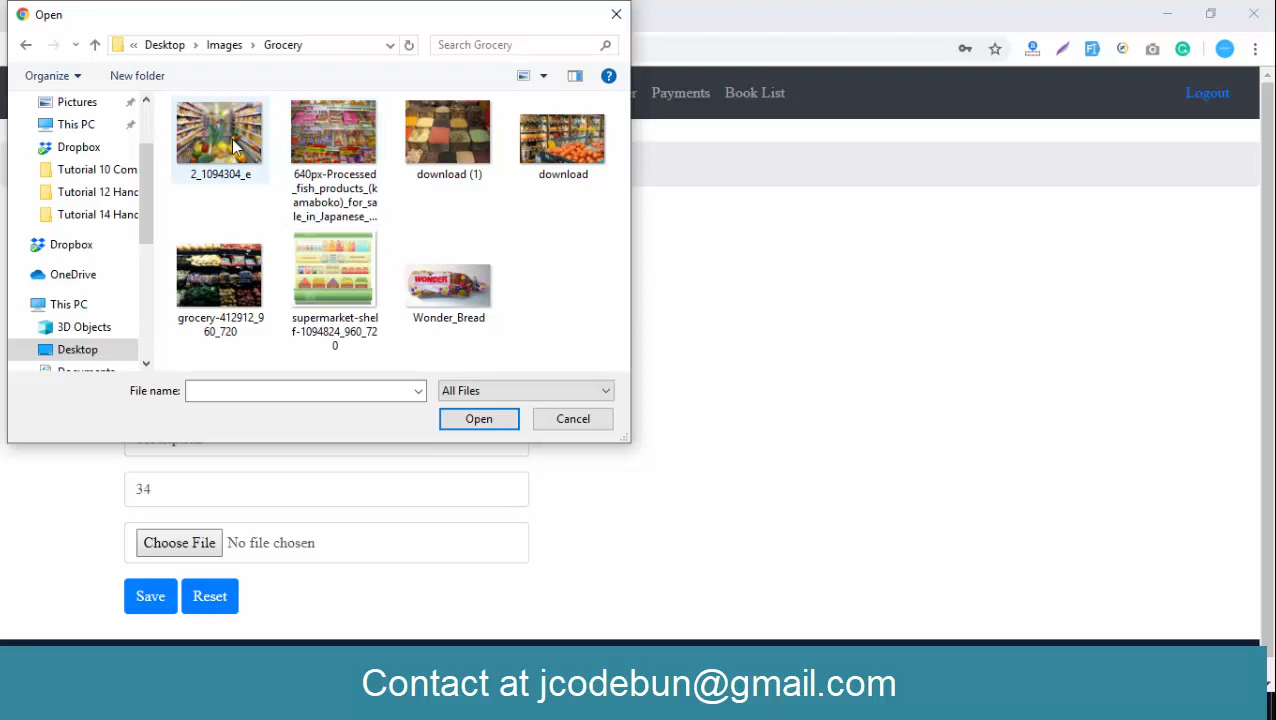 Open
« Desktop › Images › Grocery
Search Grocery
Organize
New folder
Pictures
This PC
Dropbox
Tutorial 10 Com
Tutorial 12 Hanc
Tutorial 14 Hanc
Dropbox
OneDrive
This PC
3D Objects
Desktop
2_1094304_e
640px-Processed
_fish_products_(k
amaboko)_for_sa
le_in_Japanese_...
download (1)
download
grocery-412912_9
60_720
supermarket-shel
f-1094824_960_72
0
WONDER
Wonder_Bread
File name:
All Files
Open
Cancel
Payments
Book List
Logout
34
Choose File No file chosen
Save
Reset
Contact at jcodebun@gmail.com